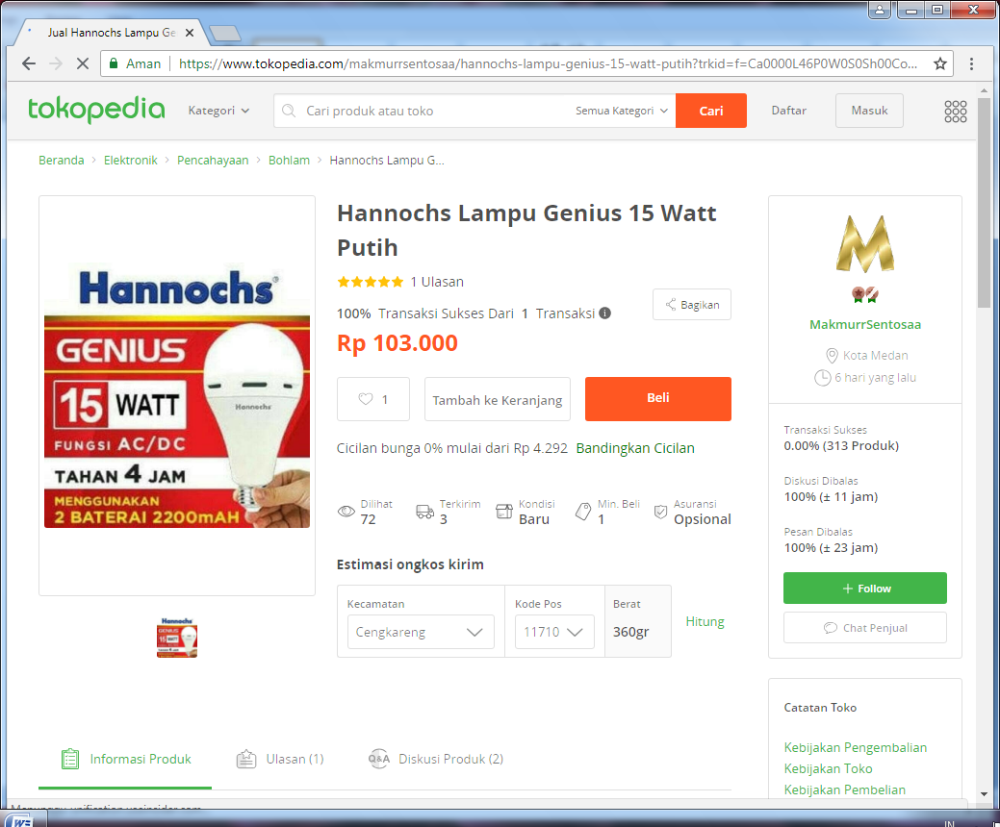 Jual Hannochs Lampu Ge
Aman
https://www.tokopedia.com/makmurrsentosaa/hannochs-lampu-genius-15-watt-putih?trkid=f=Ca0000L46P0W0S0Sh00Co...
tokopedia
Kategori
Cari produk atau toko
Semua Kategori
Cari
Daftar
Masuk
Beranda > Elektronik > Pencahayaan > Bohlam > Hannochs Lampu G...
Hannochs
GENIUS
15 WATT
FUNGSI AC/DC
TAHAN 4 JAM
MENGGUNAKAN
2 BATERAI 2200mAH
Hannochs
Hannochs
GENIUS
15 WATT
Hannochs Lampu Genius 15 Watt
Putih
1 Ulasan
100% Transaksi Sukses Dari 1 Transaksi
Bagikan
Rp 103.000
1
Tambah ke Keranjang
Beli
Cicilan bunga 0% mulai dari Rp 4.292 Bandingkan Cicilan
Dilihat
72
Terkirim
3
Kondisi
Baru
Min. Beli
1
Asuransi
Opsional
Estimasi ongkos kirim
Kecamatan
Cengkareng
Kode Pos
11710
Berat
360gr
Hitung
M
MakmurrSentosaa
Kota Medan
6 hari yang lalu
Transaksi Sukses
0.00% (313 Produk)
Diskusi Dibalas
100% (± 11 jam)
Pesan Dibalas
100% (± 23 jam)
+ Follow
Chat Penjual
Catatan Toko
Kebijakan Pengembalian
Kebijakan Toko
Kebijakan Pembelian
Informasi Produk
Ulasan (1)
Q&A
Diskusi Produk (2)
IN